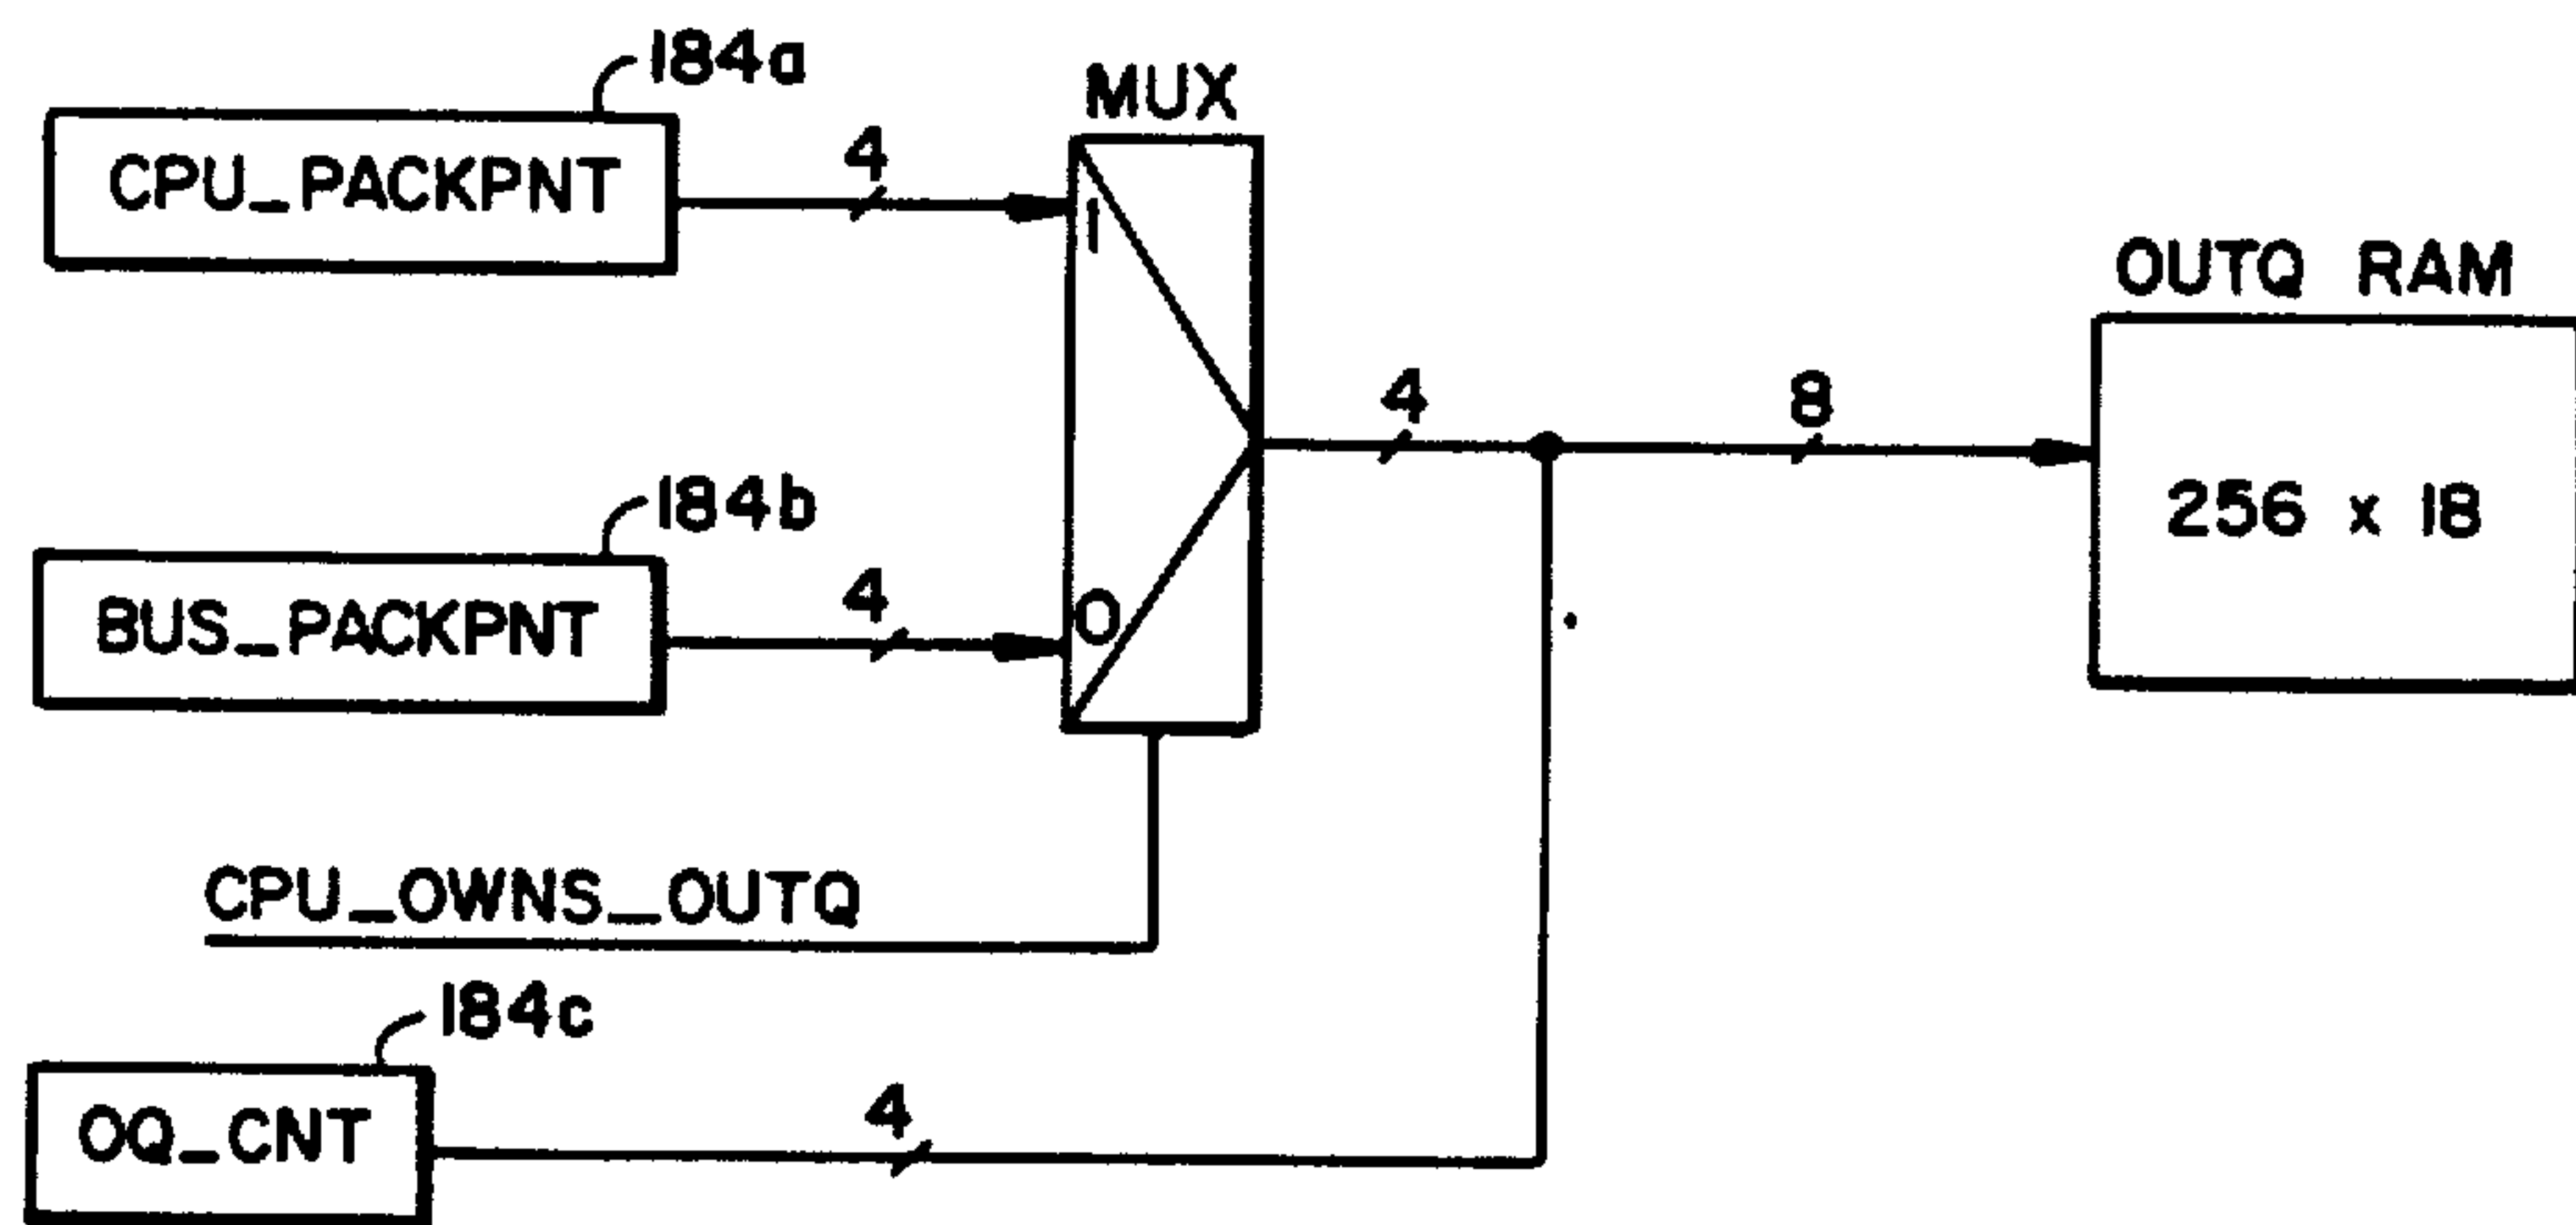 184a
MUX
CPU_PACKPNT
4
1
OUTQ RAM
4
8
256 x 18
184b
BUS_PACKPNT
4
0
CPU_OWNS_OUTQ
184c
OQ_CNT
4